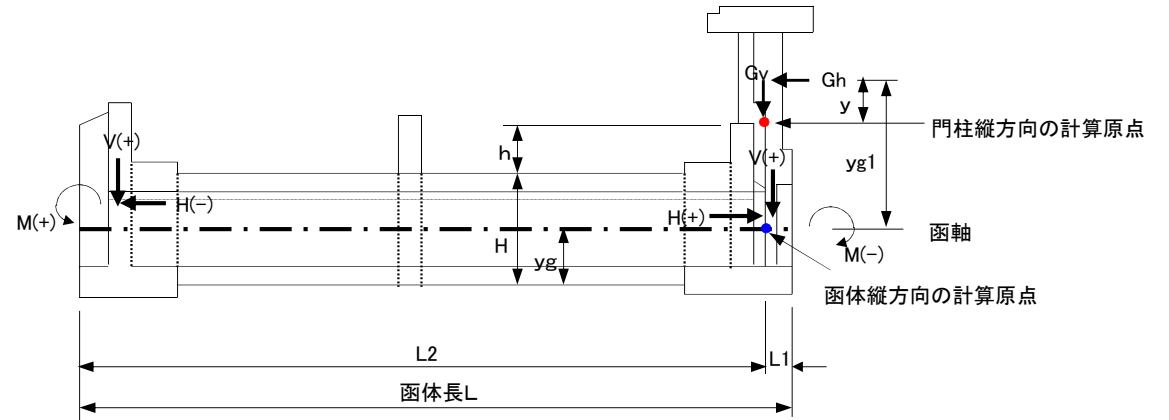 Gv
Gh
y
門柱縦方向の計算原点
yg1
h
V(+)
V(+)
M(+)
H(-)
H(+)
H
yg
函軸
M(-)
函体縦方向の計算原点
L2
L1
函体長L